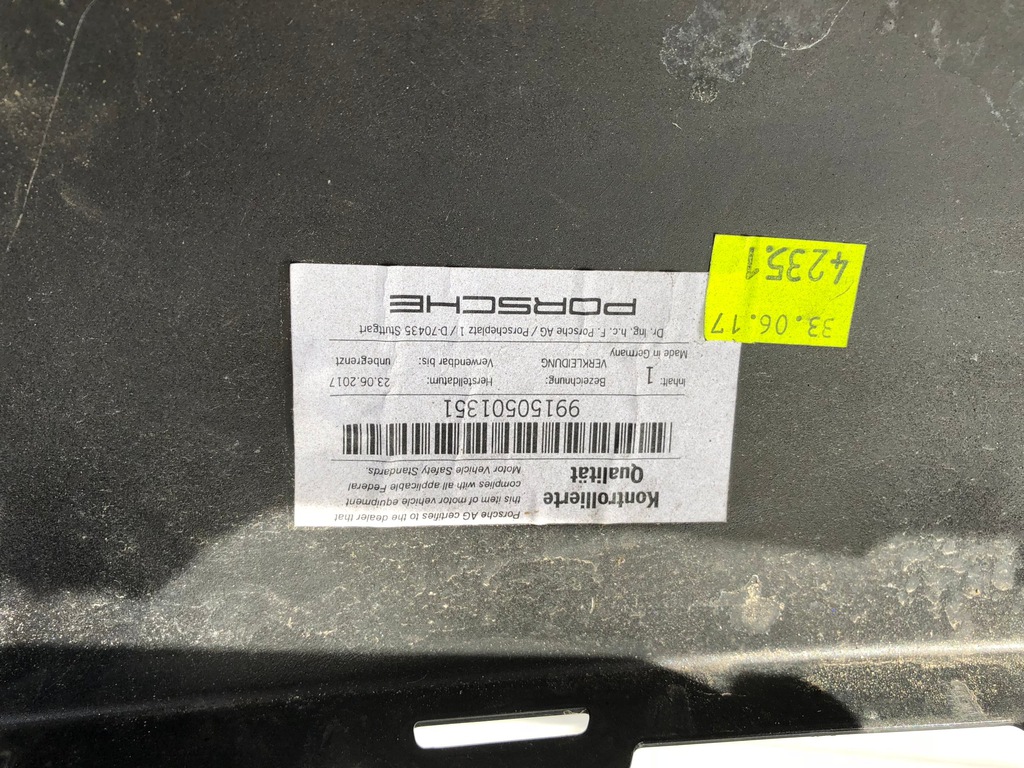 Porsche AG certifies to the dealer that
this item of motor vehicle equipment
complies with all applicable Federal
Motor Vehicle Safety Standards.
Kontrollierte
Qualität
99150501351
Inhalt: Bezeichnung: Herstelldatum: 23.06.2017
1 VERKLEIDUNG Verwendbar bis: unbegrenzt
Made in Germany
Dr. Ing. h.c. F. Porsche AG / Porscheplatz 1 / D-70435 Stuttgart
PORSCHE
33.06.17
4235.1